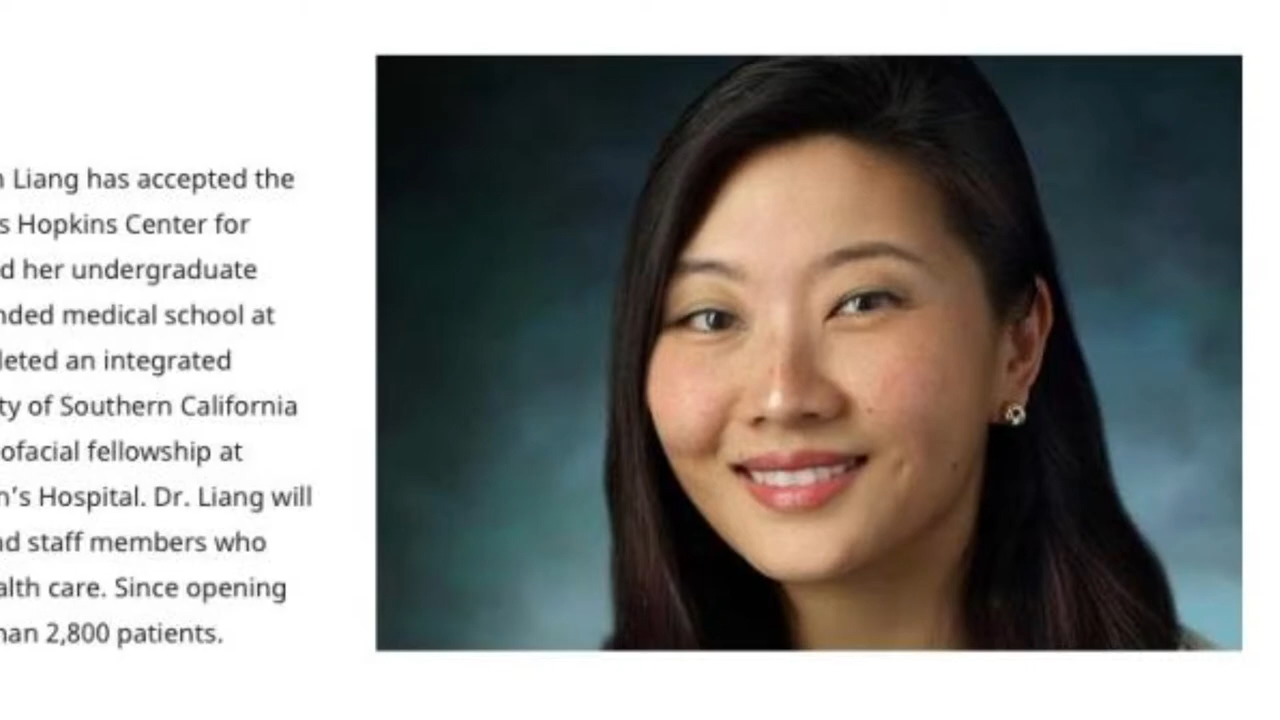 n Liang has accepted the
s Hopkins Center for
d her undergraduate
nded medical school at
leted an integrated
ty of Southern California
ofacial fellowship at
n's Hospital. Dr. Liang will
nd staff members who
alth care. Since opening
han 2,800 patients.